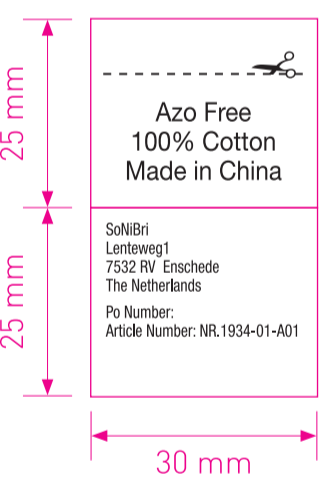 25 mm
Azo Free
100% Cotton
Made in China
25 mm
SoNiBri
Lenteweg1
7532 RV  Enschede
The Netherlands
Po Number:
Article Number: NR.1934-01-A01
30 mm